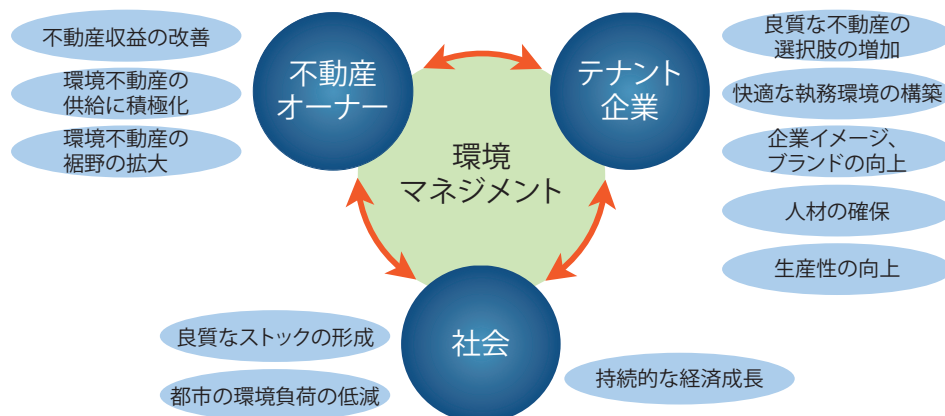 不動産収益の改善
環境不動産の
供給に積極化
環境不動産の
裾野の拡大
不動産
オーナー
テナント
企業
良質な不動産の
選択肢の増加
快適な執務環境の構築
企業イメージ、
ブランドの向上
人材の確保
生産性の向上
環境
マネジメント
社会
良質なストックの形成
都市の環境負荷の低減
持続的な経済成長